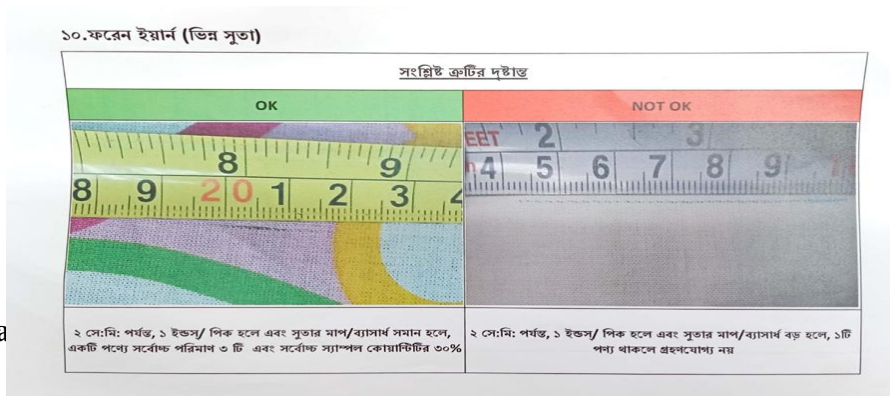 ১০.ফরেন ইয়ার্ন (ভিন্ন সুতা)
সংশ্লিষ্ট ত্রুটির দৃষ্টান্ত
OK
NOT OK
8 9
8 9 20 1 2 3 4
EET 2 3
4 5 6 7 8 9
২ সে:মি: পর্যন্ত, ১ ইন্ডস্/ পিক হলে এবং সুতার মাপ/ব্যাসার্ধ সমান হলে,
একটি পণ্যে সর্বোচ্চ পরিমাণ ৩ টি এবং সর্বোচ্চ স্যাম্পল কোয়ান্টিটির ৩০%
২ সে:মি: পর্যন্ত, ১ ইন্ডস্/ পিক হলে এবং সুতার মাপ/ব্যাসার্ধ বড় হলে, ১টি
পণ্য থাকলে গ্রহণযোগ্য নয়